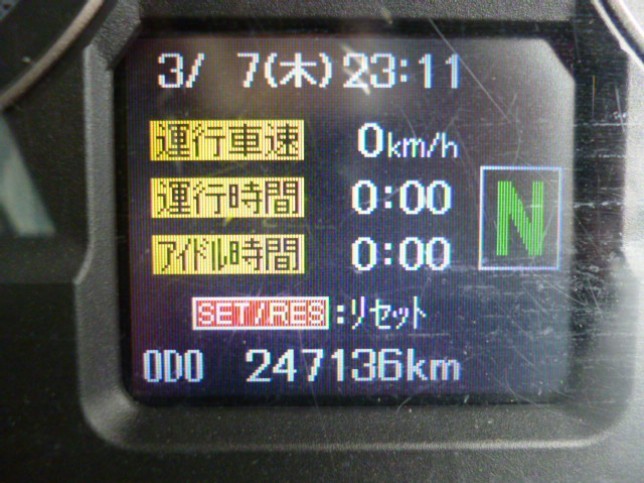 3/ 7(木) 23:11
運行車速 0km/h
運行時間 0:00
N
アイドル時間 0:00
SET/RES:リセット
ODO 247136km